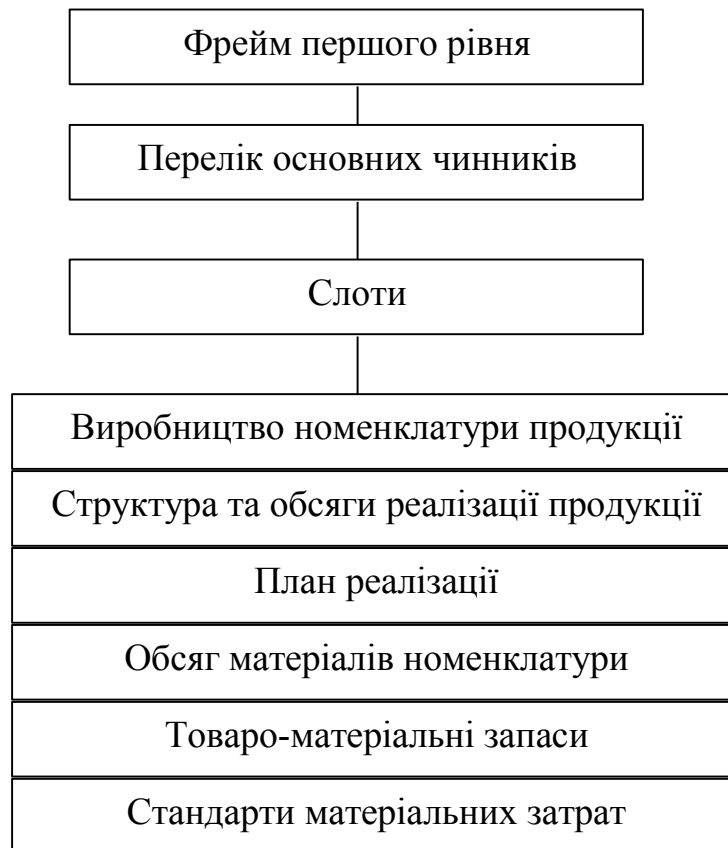 Фрейм першого рівня
Перелік основних чинників
Слоти
Виробництво номенклатури продукції
Структура та обсяги реалізації продукції
План реалізації
Обсяг матеріалів номенклатури
Товаро-матеріальні запаси
Стандарти матеріальних затрат